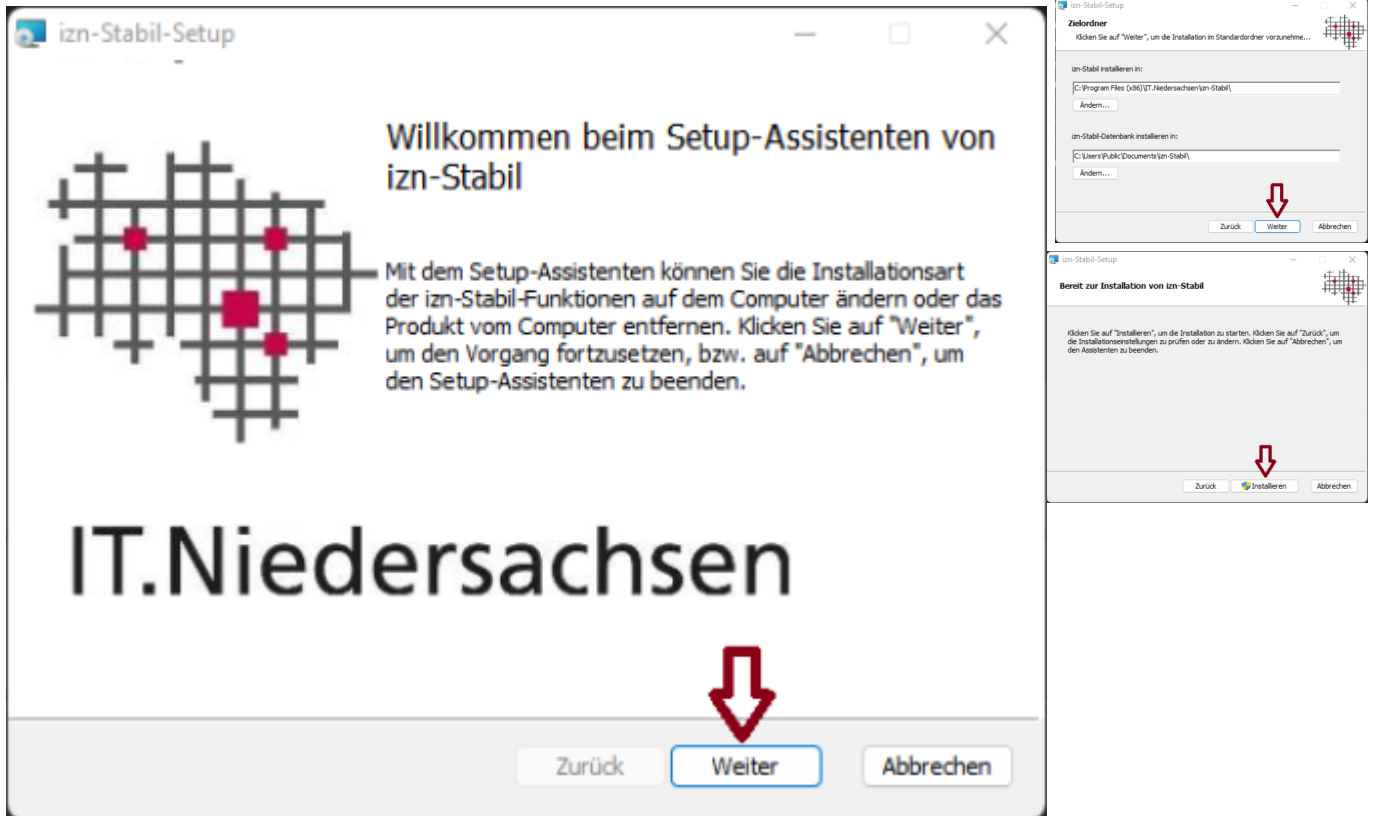 izn-Stabil-Setup
Willkommen beim Setup-Assistenten von
izn-Stabil
Mit dem Setup-Assistenten können Sie die Installationsart
der izn-Stabil-Funktionen auf dem Computer ändern oder das
Produkt vom Computer entfernen. Klicken Sie auf "Weiter",
um den Vorgang fortzusetzen, bzw. auf "Abbrechen", um
den Setup-Assistenten zu beenden.
IT.Niedersachsen
Zurück Weiter Abbrechen
izn-Stabil-Setup
Zielordner
Klicken Sie auf "Weiter", um die Installation im Standardordner vorzunehme...
izn-Stabil installieren in:
C:\Program Files (x86)\IT.Niedersachsen\izn-Stabil\
Ändern...
izn-Stabil-Datenbank installieren in:
C:\Users\Public\Documents\izn-Stabil\
Ändern...
Zurück Weiter Abbrechen
izn-Stabil-Setup
Bereit zur Installation von izn-Stabil
Klicken Sie auf "Installieren", um die Installation zu starten. Klicken Sie auf "Zurück", um
die Installationseinstellungen zu prüfen oder zu ändern. Klicken Sie auf "Abbrechen", um
den Assistenten zu beenden.
Zurück Installieren Abbrechen